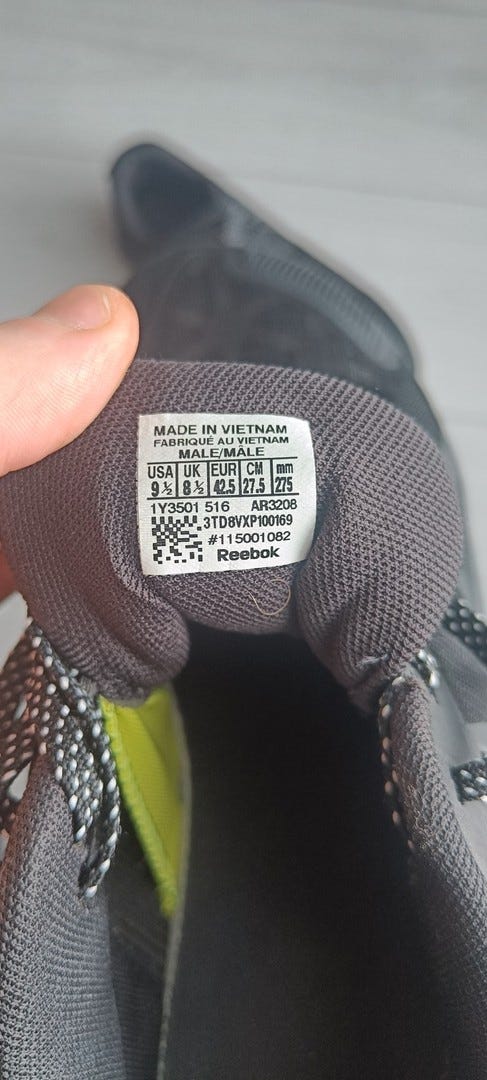 MADE IN VIETNAM
FABRIQUÉ AU VIETNAM
MALE/MÂLE
USA UK EUR CM mm
9 ½ 8 ½ 42.5 27.5 275
1Y3501 516 AR3208
3TD8VXP100169
#115001082
Reebok